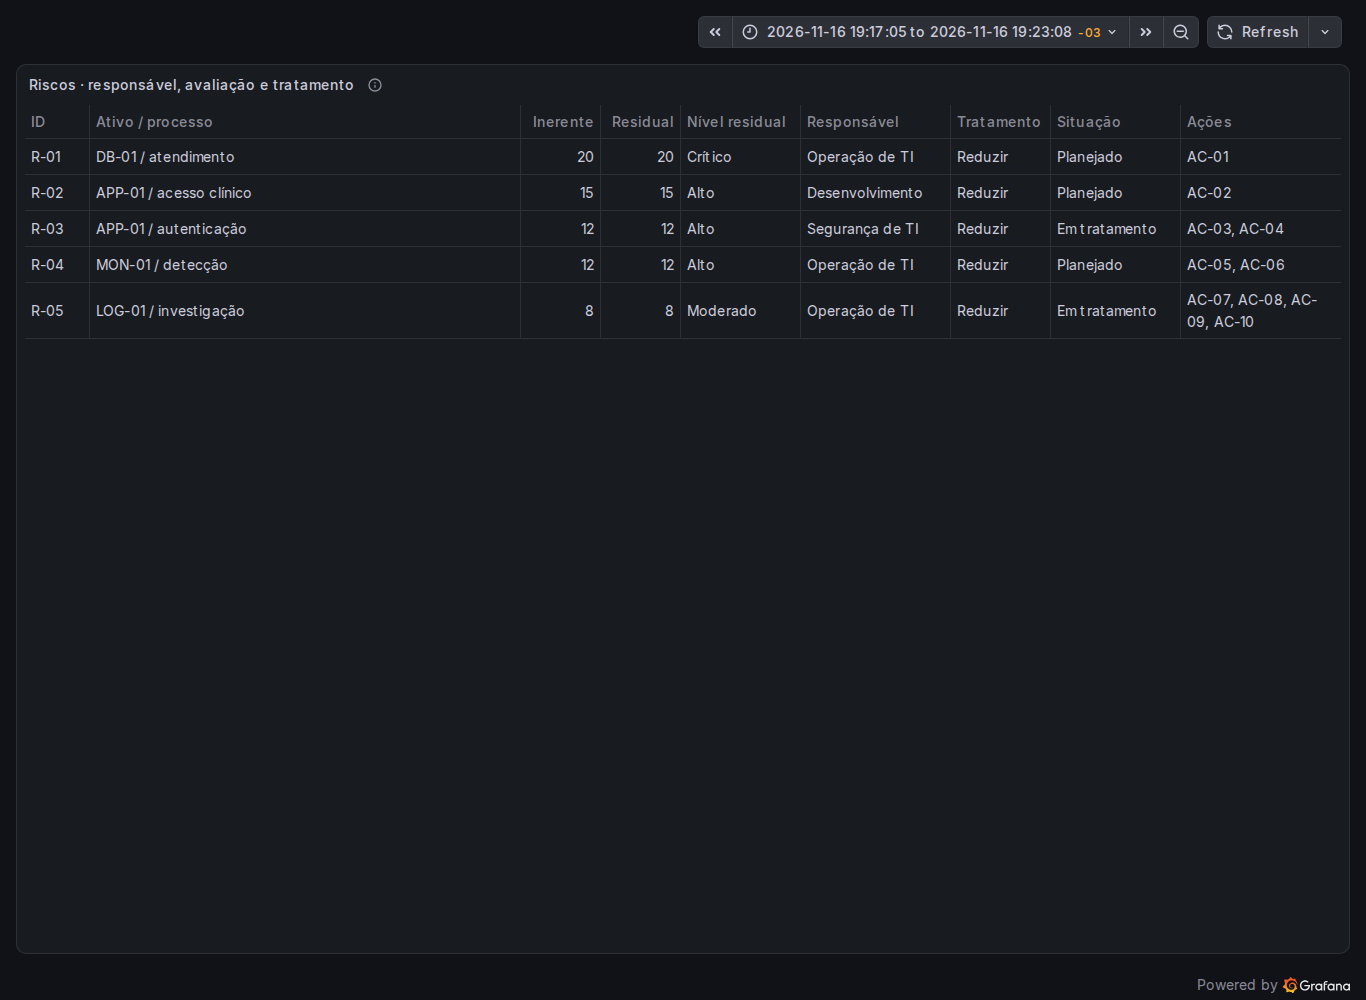 2026-11-16 19:17:05 to 2026-11-16 19:23:08 -03 Refresh
Riscos · responsável, avaliação e tratamento
ID Ativo / processo Inerente Residual Nível residual Responsável Tratamento Situação Ações
R-01 DB-01 / atendimento 20 20 Crítico Operação de TI Reduzir Planejado AC-01
R-02 APP-01 / acesso clínico 15 15 Alto Desenvolvimento Reduzir Planejado AC-02
R-03 APP-01 / autenticação 12 12 Alto Segurança de TI Reduzir Em tratamento AC-03, AC-04
R-04 MON-01 / detecção 12 12 Alto Operação de TI Reduzir Planejado AC-05, AC-06
R-05 LOG-01 / investigação 8 8 Moderado Operação de TI Reduzir Em tratamento AC-07, AC-08, AC-
09, AC-10
Powered by Grafana